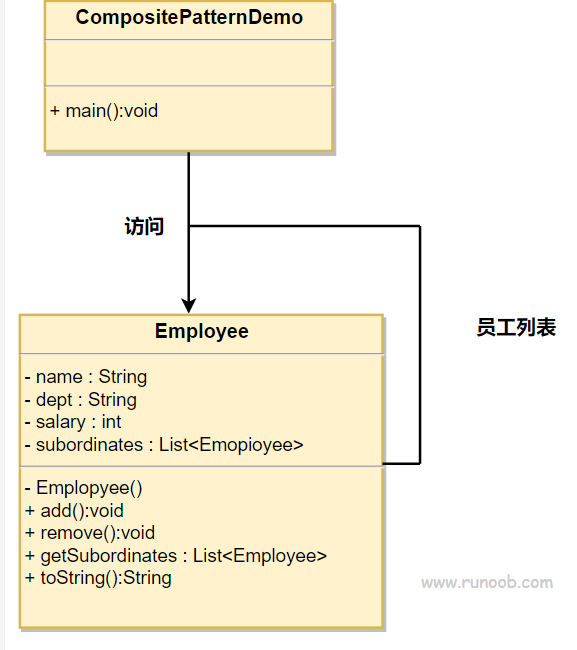 CompositePatternDemo
+ main():void
访问
员工列表
Employee
- name : String
- dept : String
- salary : int
- subordinates : List<Emopioyee>
- Emplopyee()
+ add():void
+ remove():void
+ getSubordinates : List<Employee>
+ toString():String
www.runoob.com